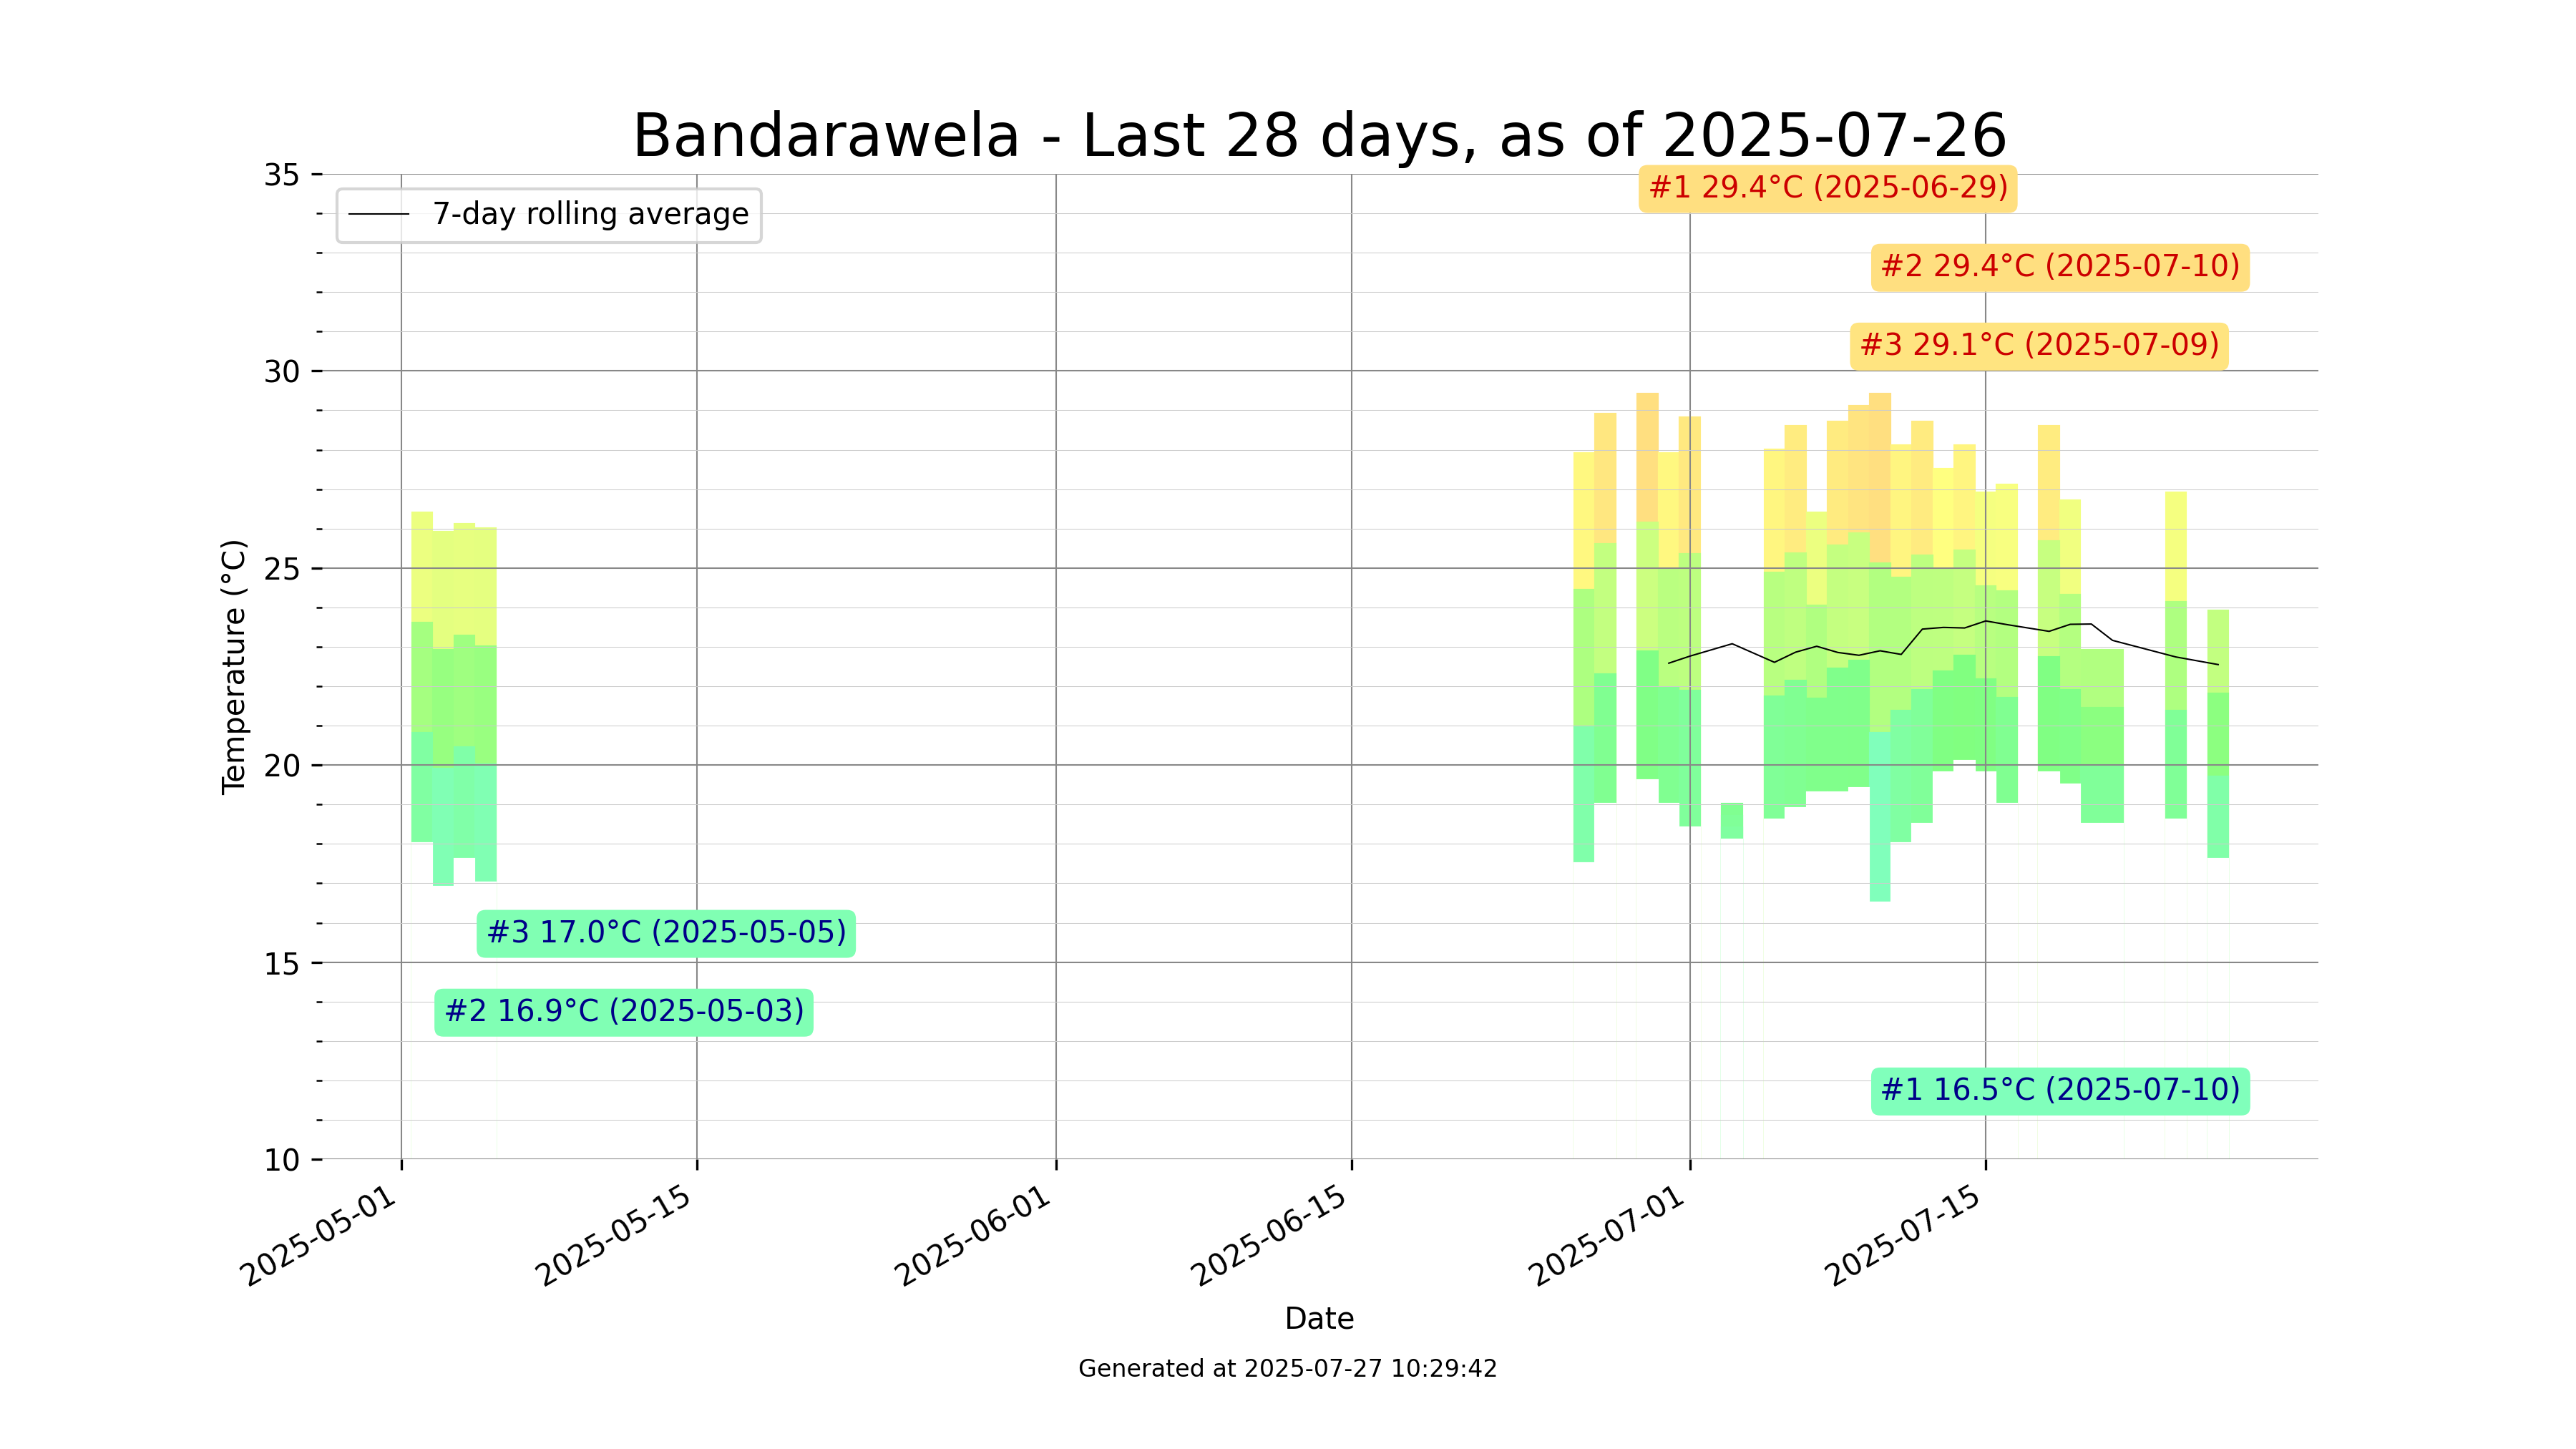 Bandarawela - Last 28 days, as of 2025-07-26
35
7-day rolling average
#1 29.4°C (2025-06-29)
#2 29.4°C (2025-07-10)
#3 29.1°C (2025-07-09)
30
25
Temperature (°C)
20
#3 17.0°C (2025-05-05)
15
#2 16.9°C (2025-05-03)
#1 16.5°C (2025-07-10)
10
2025-05-01
2025-05-15
2025-06-01
2025-06-15
2025-07-01
2025-07-15
Date
Generated at 2025-07-27 10:29:42